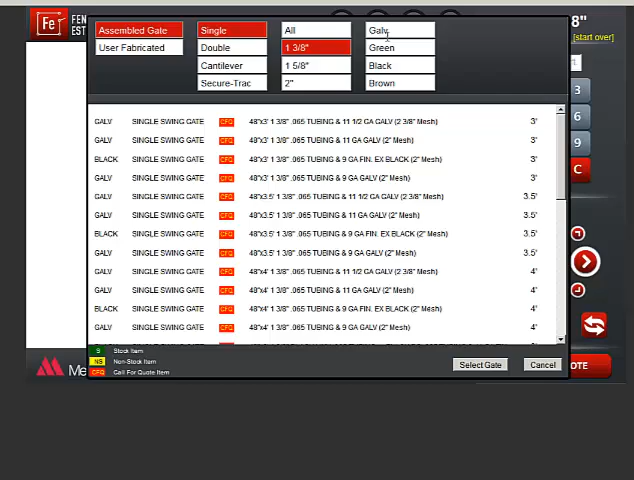 Fe FEN
EST
8"
[start over]
Assembled Gate Single All Galv
User Fabricated Double 1 3/8" Green
Cantilever 1 5/8" Black
Secure-Trac 2" Brown
3
6
9
C
GALV SINGLE SWING GATE CFQ 48"x3' 1 3/8" .065 TUBING & 11 1/2 GA GALV (2 3/8" Mesh) 3'
GALV SINGLE SWING GATE CFQ 48"x3' 1 3/8" .065 TUBING & 11 GA GALV (2" Mesh) 3'
BLACK SINGLE SWING GATE CFQ 48"x3' 1 3/8" .065 TUBING & 9 GA FIN. EX BLACK (2" Mesh) 3'
GALV SINGLE SWING GATE CFQ 48"x3' 1 3/8" .065 TUBING & 9 GA GALV (2" Mesh) 3'
GALV SINGLE SWING GATE CFQ 48"x3.5' 1 3/8" .065 TUBING & 11 1/2 GA GALV (2 3/8" Mesh) 3.5'
GALV SINGLE SWING GATE CFQ 48"x3.5' 1 3/8" .065 TUBING & 11 GA GALV (2" Mesh) 3.5'
BLACK SINGLE SWING GATE CFQ 48"x3.5' 1 3/8" .065 TUBING & 9 GA FIN. EX BLACK (2" Mesh) 3.5'
GALV SINGLE SWING GATE CFQ 48"x3.5' 1 3/8" .065 TUBING & 9 GA GALV (2" Mesh) 3.5'
GALV SINGLE SWING GATE CFQ 48"x4' 1 3/8" .065 TUBING & 11 1/2 GA GALV (2 3/8" Mesh) 4'
GALV SINGLE SWING GATE CFQ 48"x4' 1 3/8" .065 TUBING & 11 GA GALV (2" Mesh) 4'
BLACK SINGLE SWING GATE CFQ 48"x4' 1 3/8" .065 TUBING & 9 GA FIN. EX BLACK (2" Mesh) 4'
GALV SINGLE SWING GATE CFQ 48"x4' 1 3/8" .065 TUBING & 9 GA GALV (2" Mesh) 4'
S Stock Item
NS Non-Stock Item
CFQ Call For Quote Item
Select Gate Cancel
Me
OTE